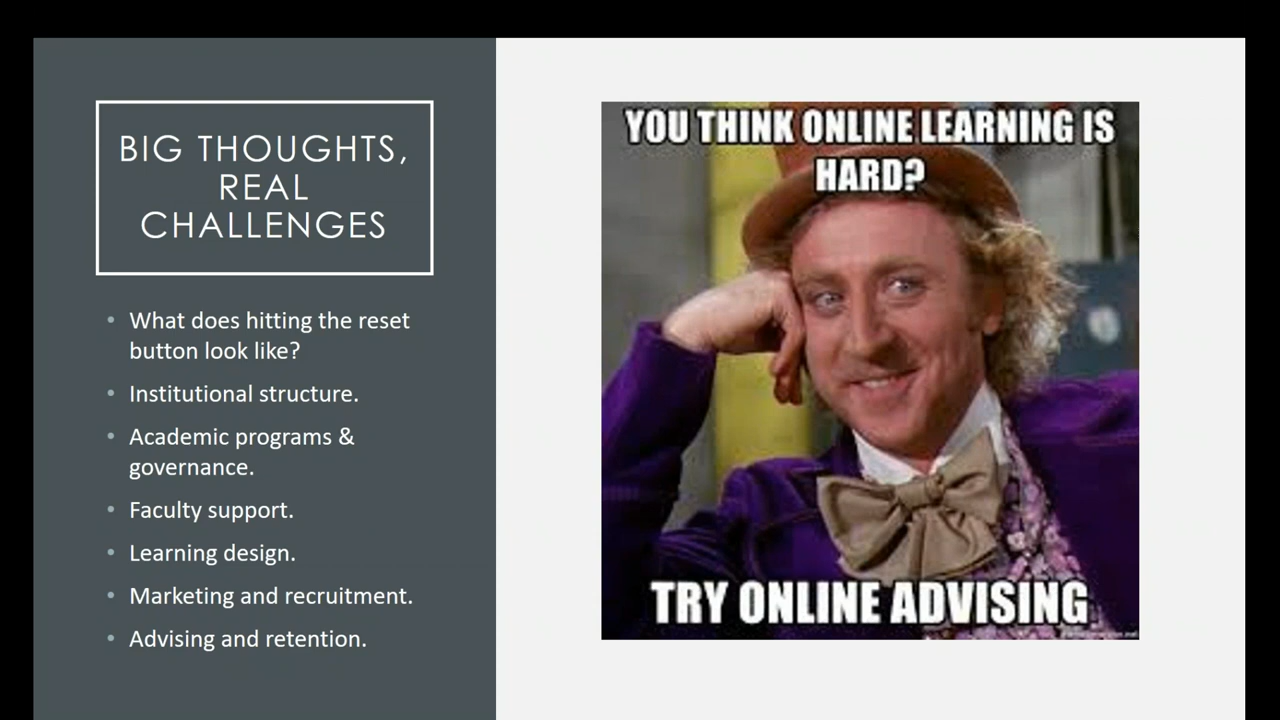 BIG THOUGHTS,
REAL
CHALLENGES
• What does hitting the reset
button look like?
• Institutional structure.
• Academic programs &
governance.
• Faculty support.
• Learning design.
• Marketing and recruitment.
• Advising and retention.
YOU THINK ONLINE LEARNING IS
HARD?
TRY ONLINE ADVISING